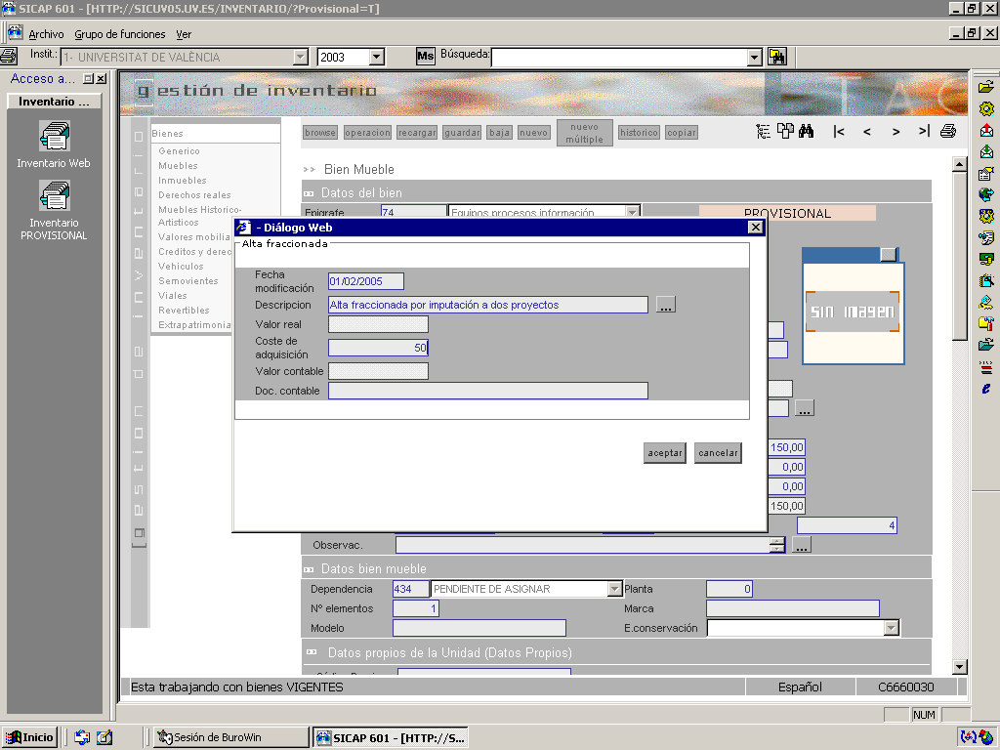 SICAP 601 - [HTTP://SICUV05.UV.ES/INVENTARIO/?Provisional=T]
Archivo Grupo de funciones Ver
Instit.: 1- UNIVERSITAT DE VALÈNCIA 2003 Ms Búsqueda:
Acceso a...
Inventario ...
Inventario Web
Inventario
PROVISIONAL
gestión de inventario
Bienes
Generico
Muebles
Inmuebles
Derechos reales
Muebles Historico-
Artisticos
Valores mobilia
Creditos y derec
Vehiculos
Semovientes
Viales
Revertibles
Extrapatrimonia
browse operacion recargar guardar baja nuevo nuevo múltiple historico copiar
>> Bien Mueble
Datos del bien
Epigrafe 74 Equipos procesos información PROVISIONAL
- Diálogo Web
Alta fraccionada
Fecha
modificación 01/02/2005
Descripcion Alta fraccionada por imputación a dos proyectos ...
Valor real
Coste de
adquisición 50
Valor contable
Doc. contable
aceptar cancelar
sin imagen
...
150,00
0,00
0,00
150,00
4
Observac. ...
Datos bien mueble
Dependencia 434 PENDIENTE DE ASIGNAR Planta 0
Nº elementos 1 Marca
Modelo E.conservación
Datos propios de la Unidad (Datos Propios)
Esta trabajando con bienes VIGENTES Español C6660030
NUM
Inicio Sesión de BuroWin SICAP 601 - [HTTP://S...